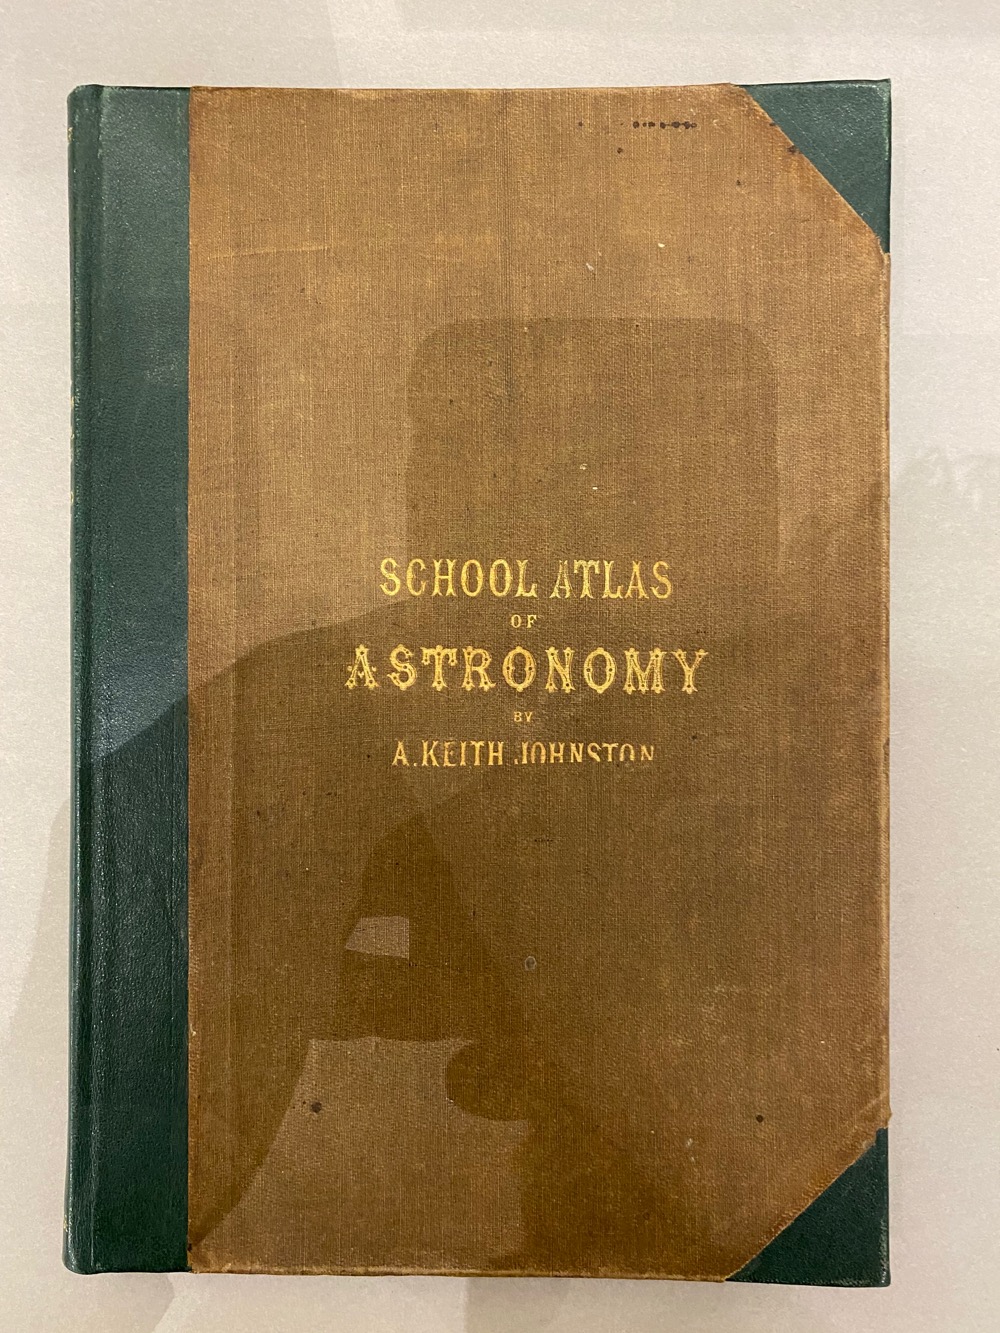 SCHOOL ATLAS
OF
ASTRONOMY
BY
A. KEITH JOHNSTON